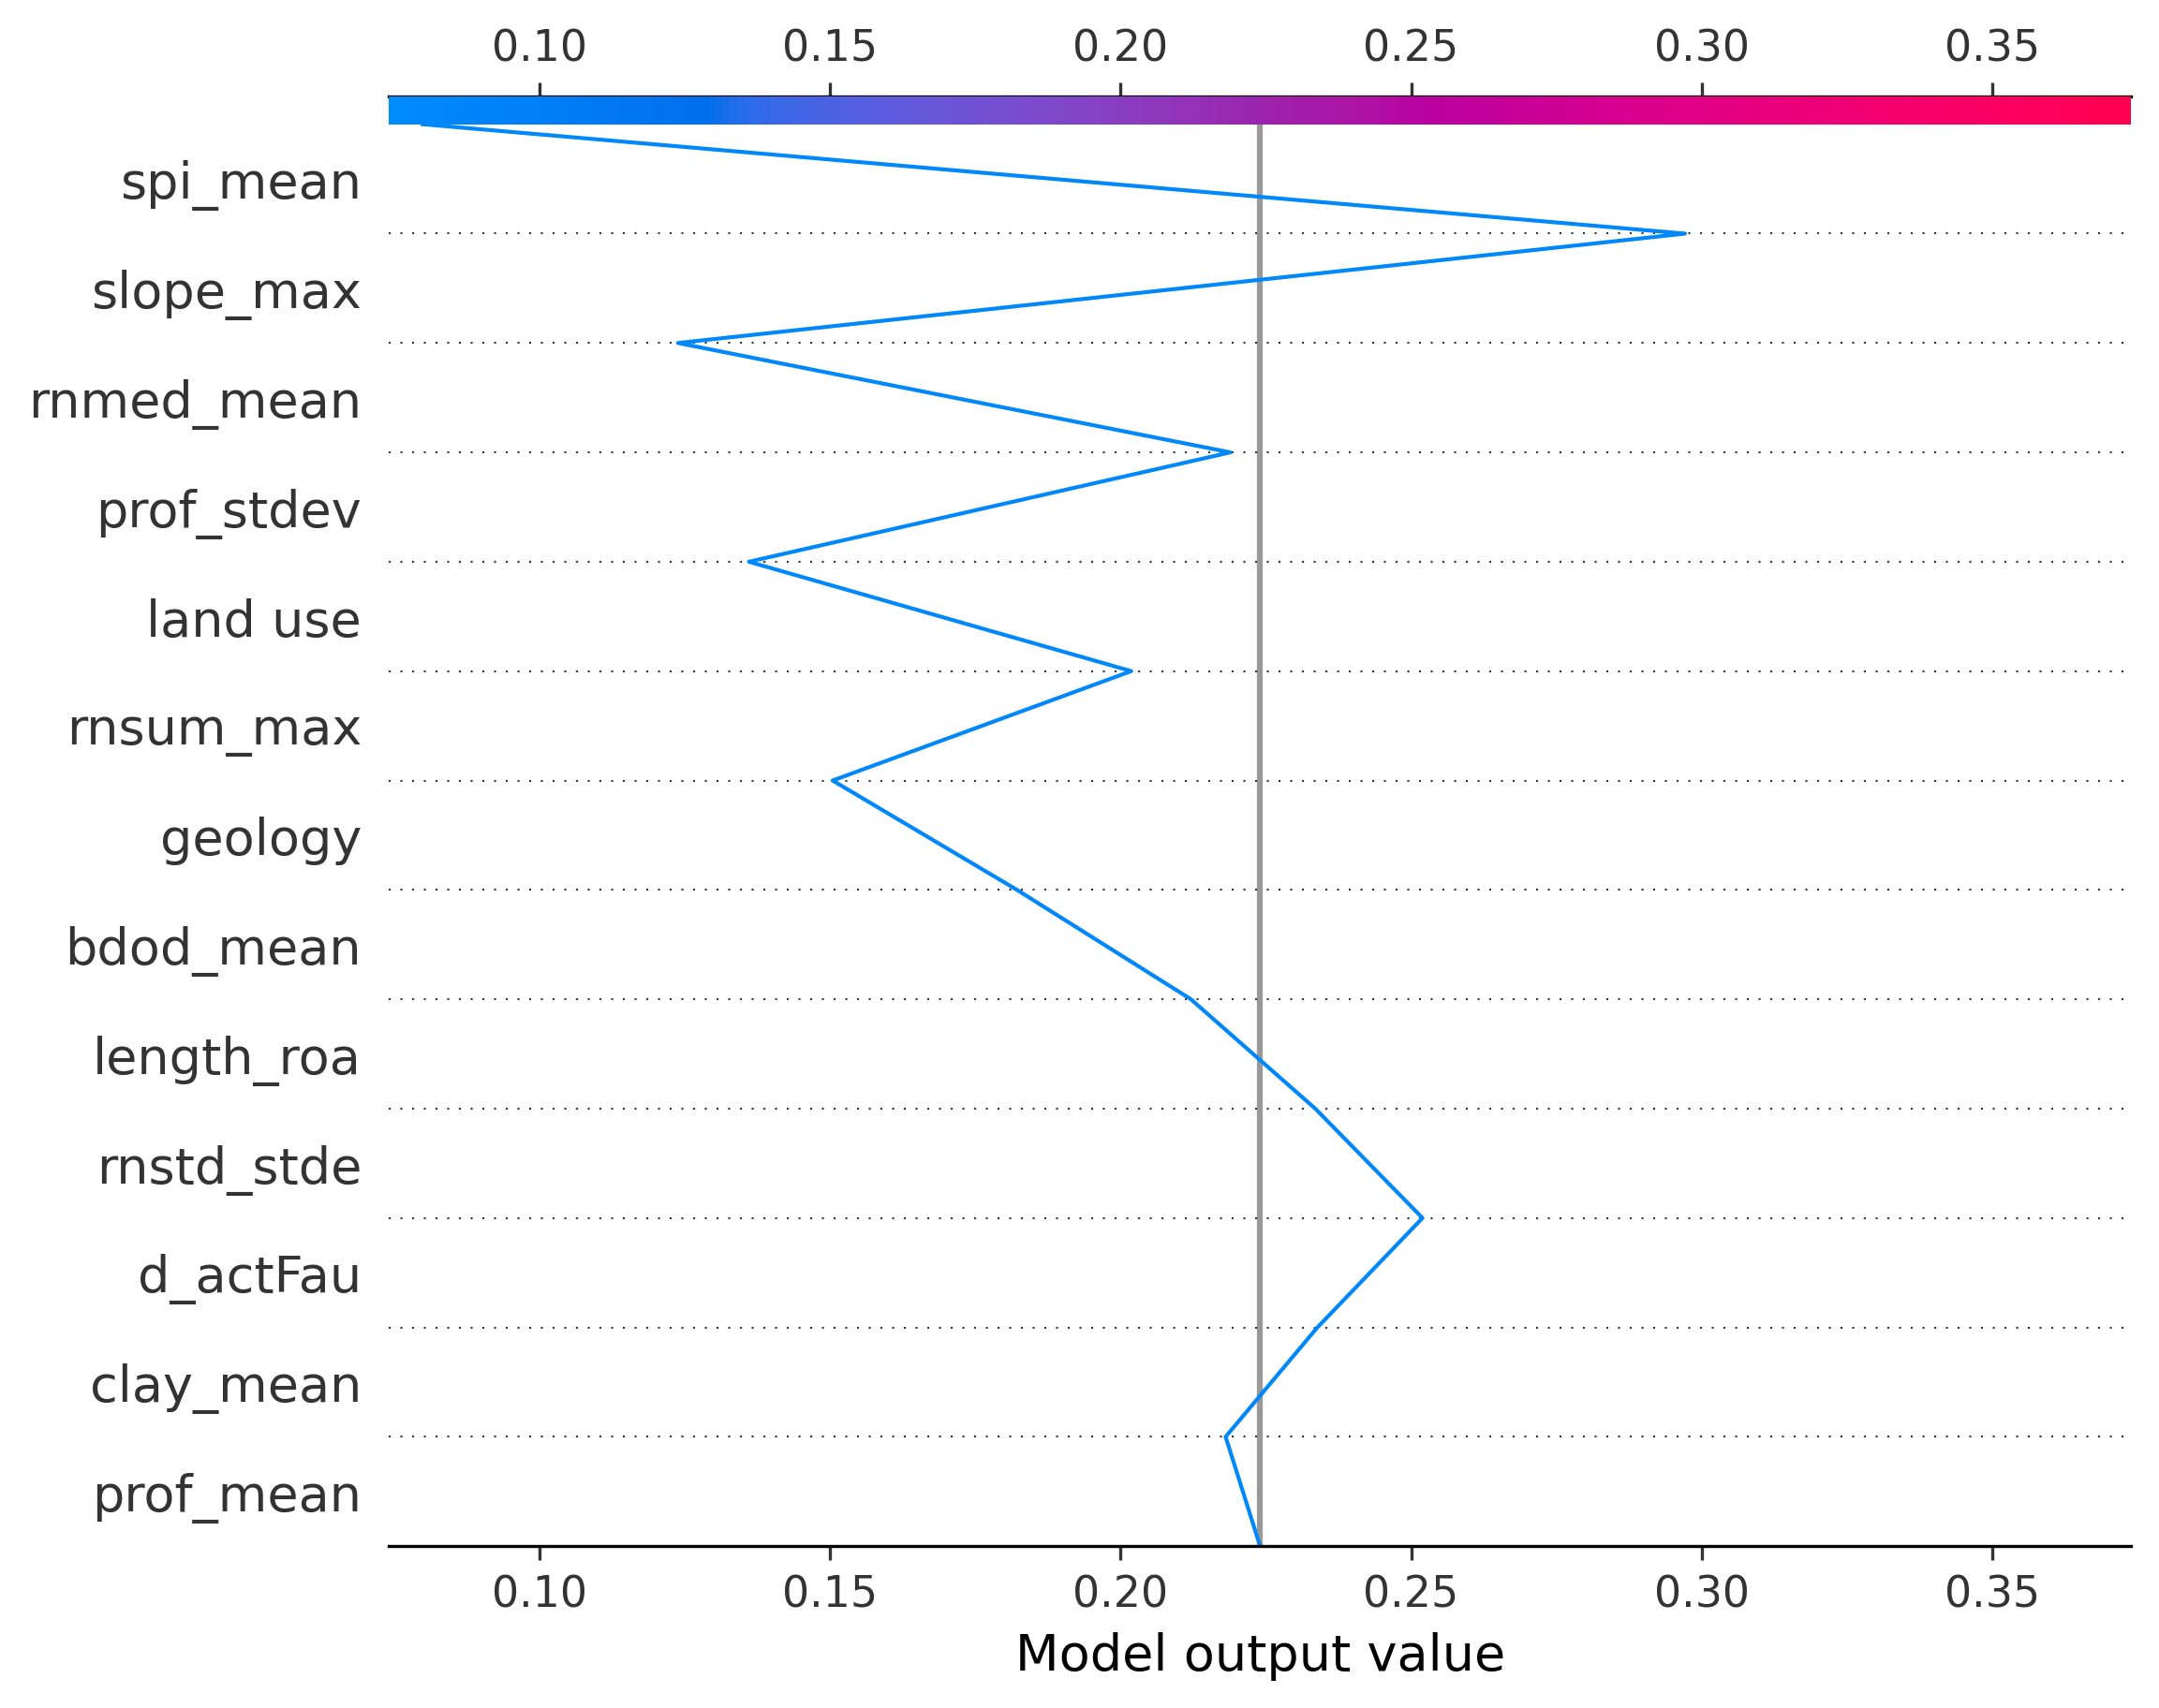 0.10 0.15 0.20 0.25 0.30 0.35
spi_mean
slope_max
rnmed_mean
prof_stdev
land use
rnsum_max
geology
bdod_mean
length_roa
rnstd_stde
d_actFau
clay_mean
prof_mean
0.10 0.15 0.20 0.25 0.30 0.35
Model output value